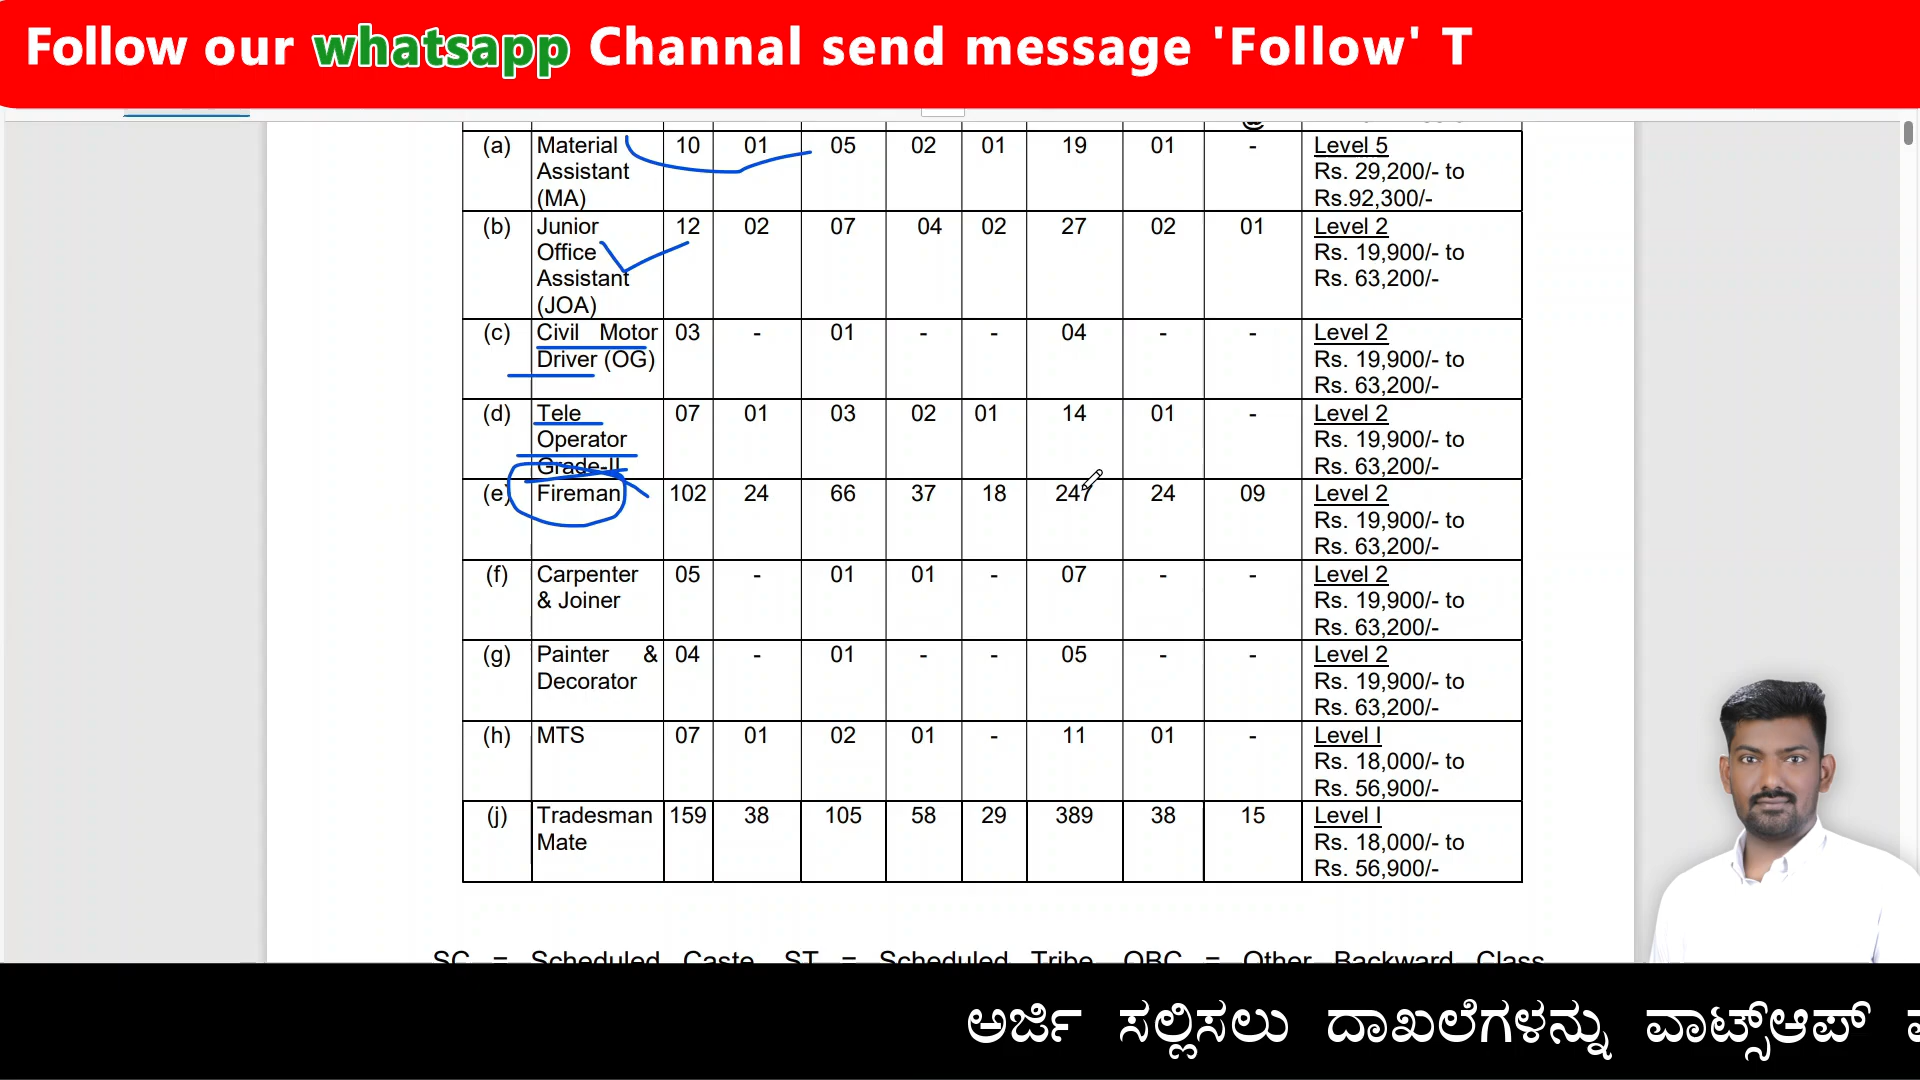 Follow our whatsapp Channal send message 'Follow' T
@
(a) Material 10 01 05 02 01 19 01 - Level 5
Assistant Rs. 29,200/- to
(MA) Rs.92,300/-
(b) Junior 12 02 07 04 02 27 02 01 Level 2
Office Rs. 19,900/- to
Assistant Rs. 63,200/-
(JOA)
(c) Civil Motor 03 - 01 - - 04 - - Level 2
Driver (OG) Rs. 19,900/- to
Rs. 63,200/-
(d) Tele 07 01 03 02 01 14 01 - Level 2
Operator Rs. 19,900/- to
Grade-II Rs. 63,200/-
(e) Fireman 102 24 66 37 18 247 24 09 Level 2
Rs. 19,900/- to
Rs. 63,200/-
(f) Carpenter 05 - 01 01 - 07 - - Level 2
& Joiner Rs. 19,900/- to
Rs. 63,200/-
(g) Painter & 04 - 01 - - 05 - - Level 2
Decorator Rs. 19,900/- to
Rs. 63,200/-
(h) MTS 07 01 02 01 - 11 01 - Level I
Rs. 18,000/- to
Rs. 56,900/-
(j) Tradesman 159 38 105 58 29 389 38 15 Level I
Mate Rs. 18,000/- to
Rs. 56,900/-
SC = Scheduled Caste ST = Scheduled Tribe OBC = Other Backward Class
ಅರ್ಜಿ ಸಲ್ಲಿಸಲು ದಾಖಲೆಗಳನ್ನು ವಾಟ್ಸ್ಆಪ್